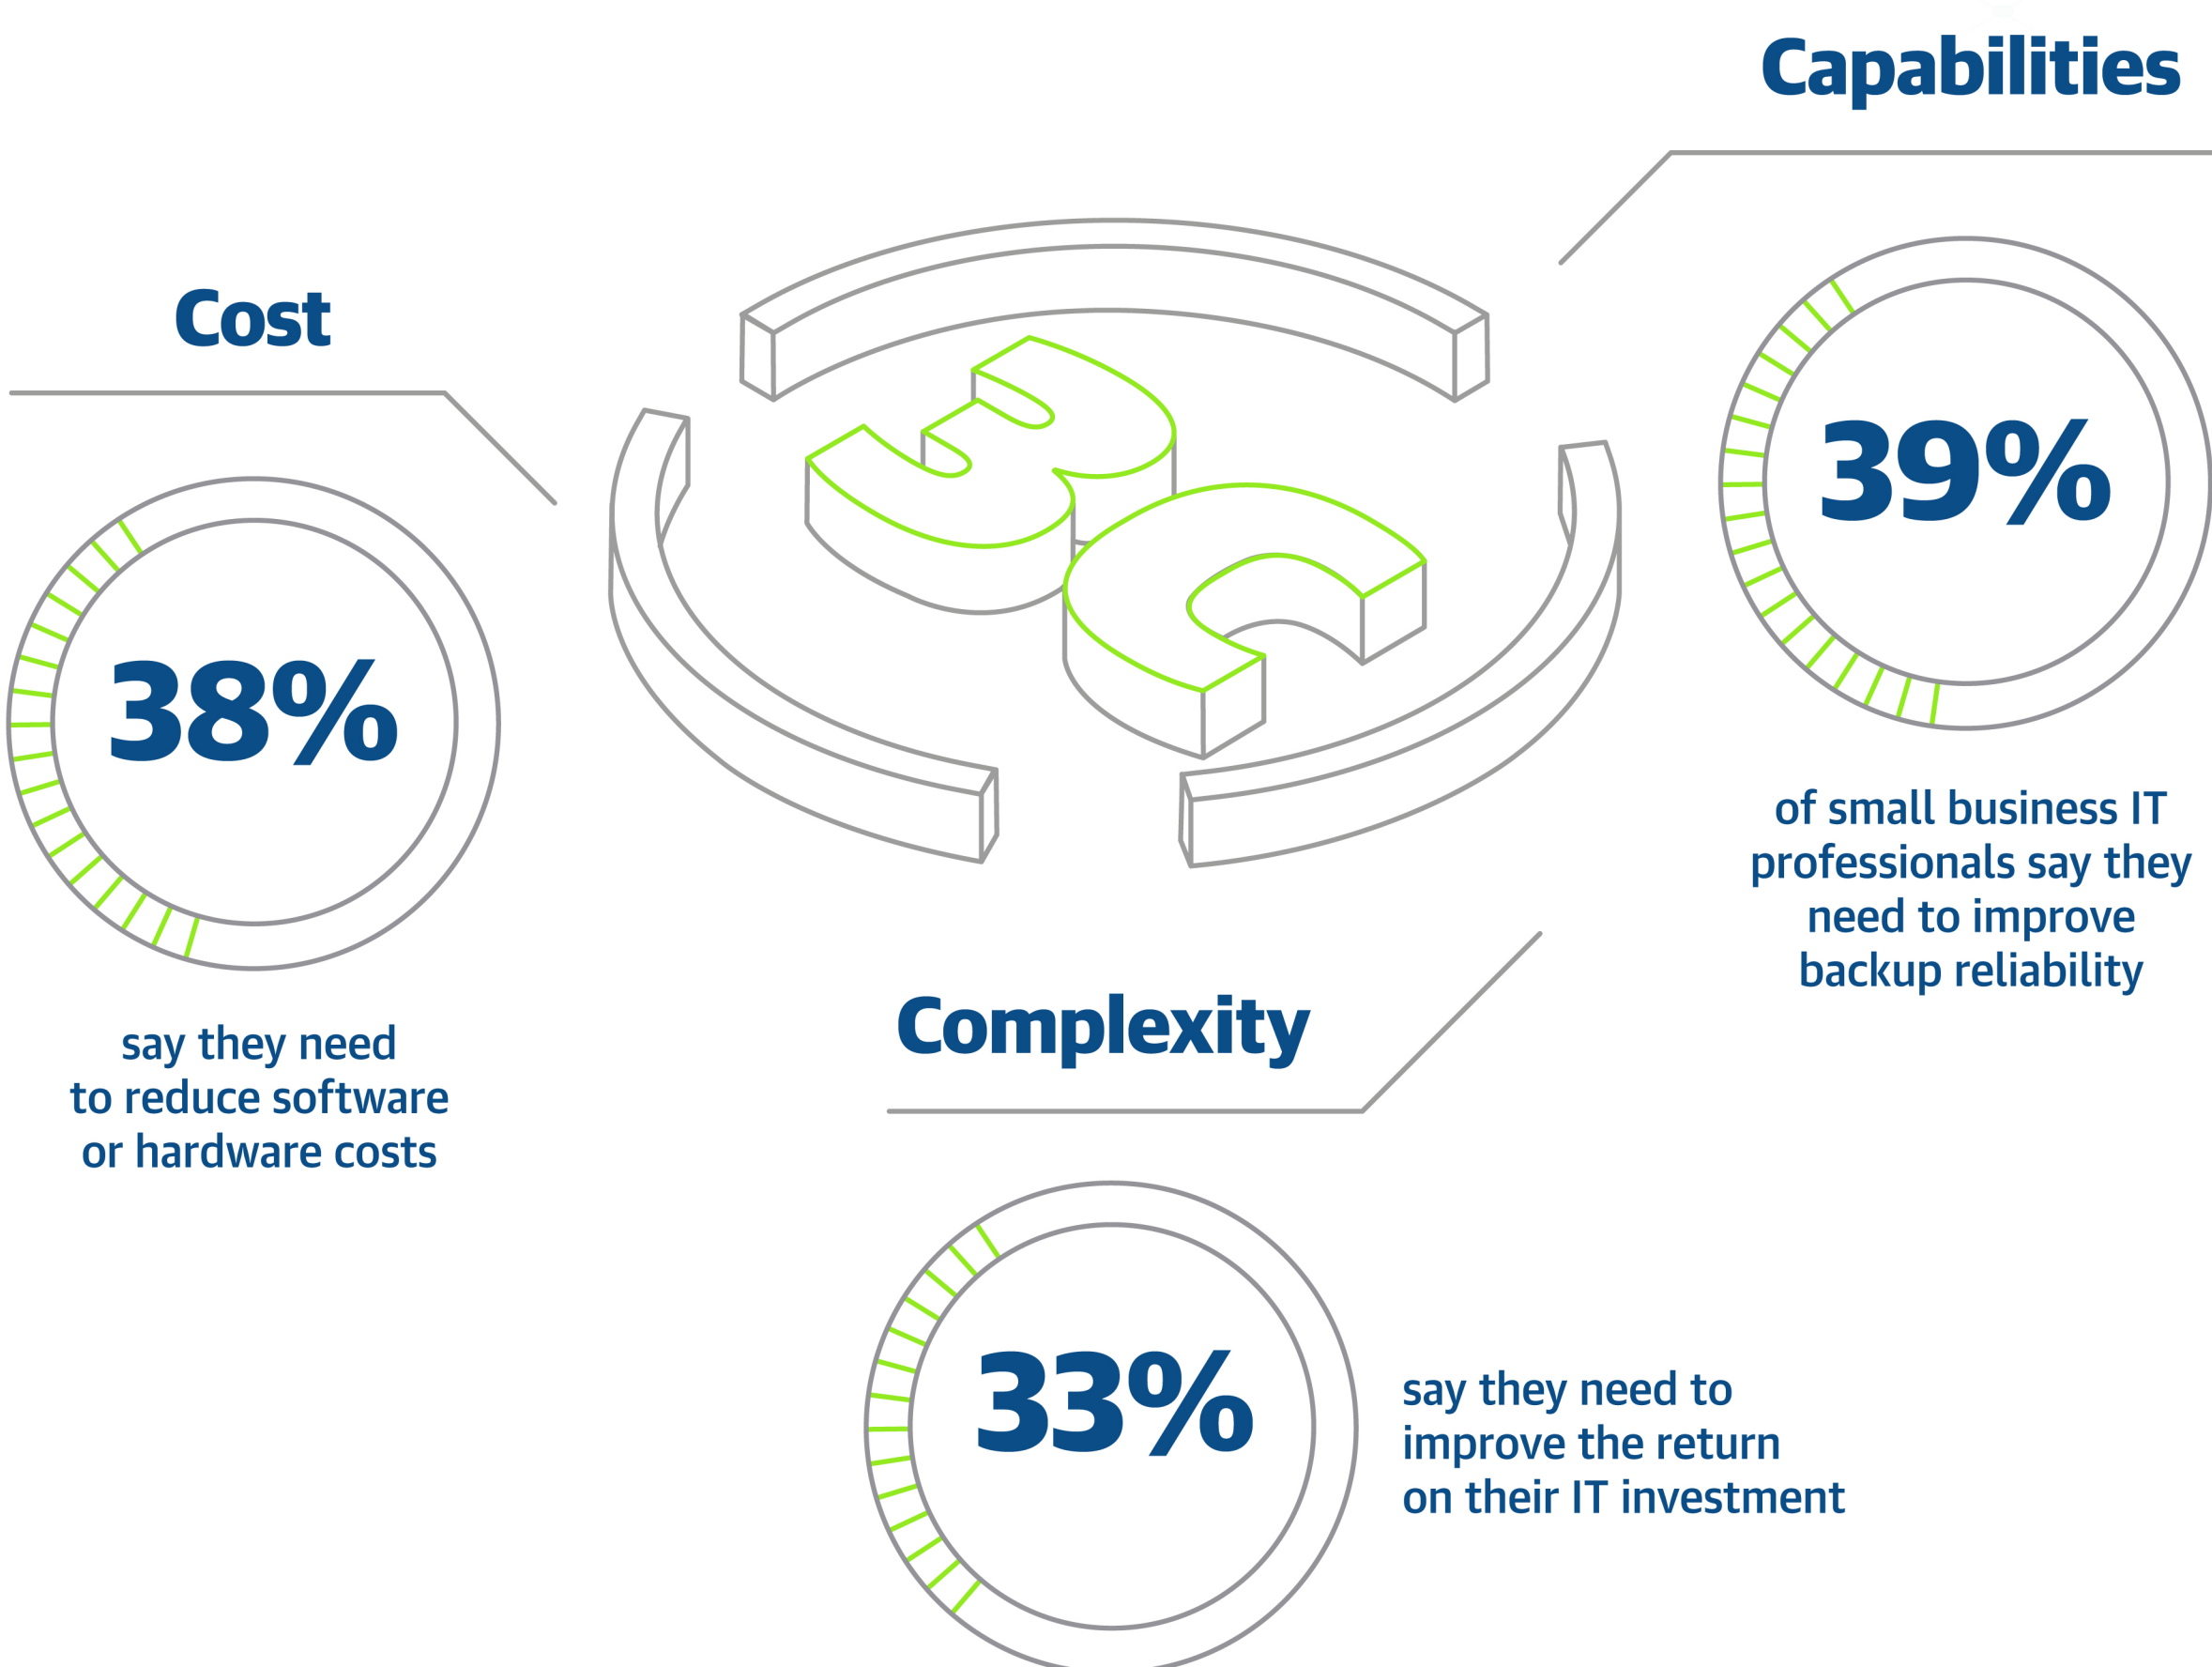 Capabilities
39%
of small business IT
professionals say they
need to improve
backup reliability
Cost
38%
say they need
to reduce software
or hardware costs
3C
Complexity
33%
say they need to
improve the return
on their IT investment